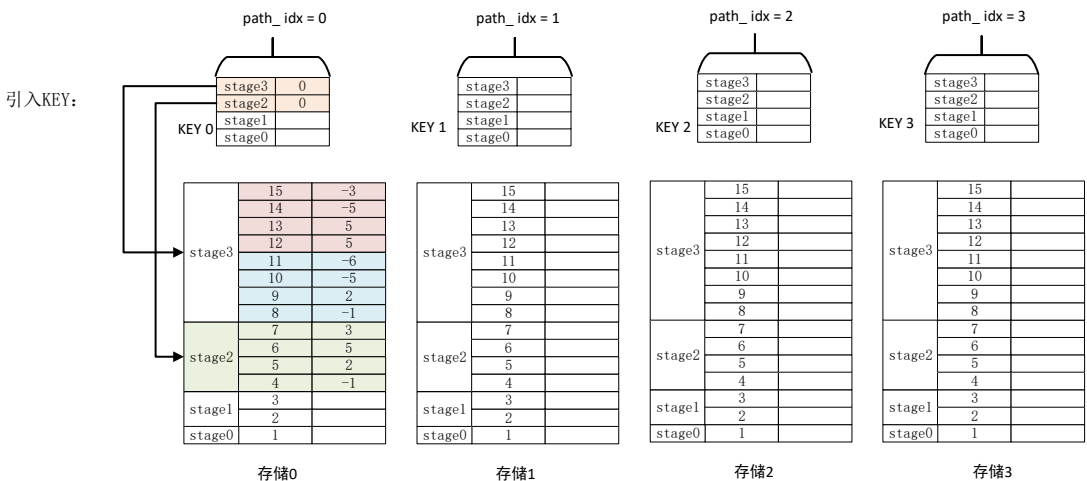 path_ idx = 0 path_ idx = 1 path_ idx = 2 path_ idx = 3
引入KEY:
KEY 0
stage3 0
stage2 0
stage1
stage0
KEY 1
stage3
stage2
stage1
stage0
KEY 2
stage3
stage2
stage1
stage0
KEY 3
stage3
stage2
stage1
stage0
stage3
15 -3
14 -5
13 5
12 5
11 -6
10 -5
9 2
8 -1
stage2
7 3
6 5
5 2
4 -1
stage1
3
2
stage0 1
存储0
stage3
15
14
13
12
11
10
9
8
stage2
7
6
5
4
stage1
3
2
stage0 1
存储1
stage3
15
14
13
12
11
10
9
8
stage2
7
6
5
4
stage1
3
2
stage0 1
存储2
stage3
15
14
13
12
11
10
9
8
stage2
7
6
5
4
stage1
3
2
stage0 1
存储3